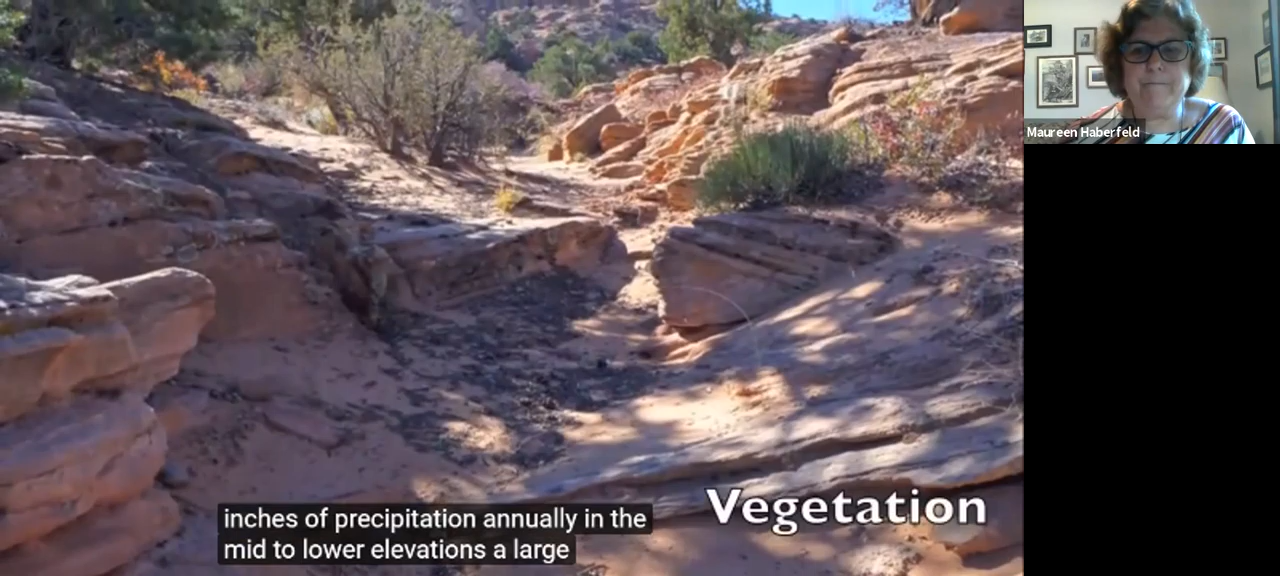 Maureen Haberfeld
Vegetation
inches of precipitation annually in the
mid to lower elevations a large